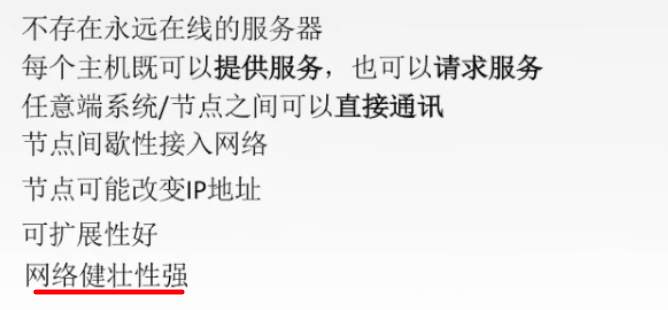 不存在永远在线的服务器
每个主机既可以提供服务，也可以请求服务
任意端系统/节点之间可以直接通讯
节点间歇性接入网络
节点可能改变IP地址
可扩展性好
网络健壮性强